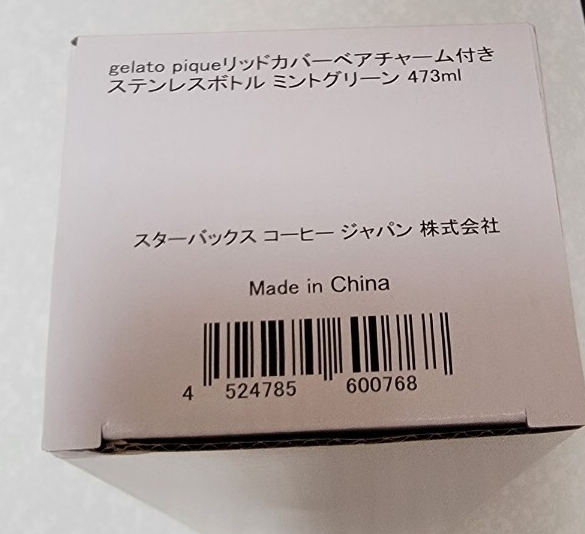 gelato piqueリッドカバーベアチャーム付き
ステンレスボトル ミントグリーン 473ml
スターバックス コーヒー ジャパン 株式会社
Made in China
4 524785 600768